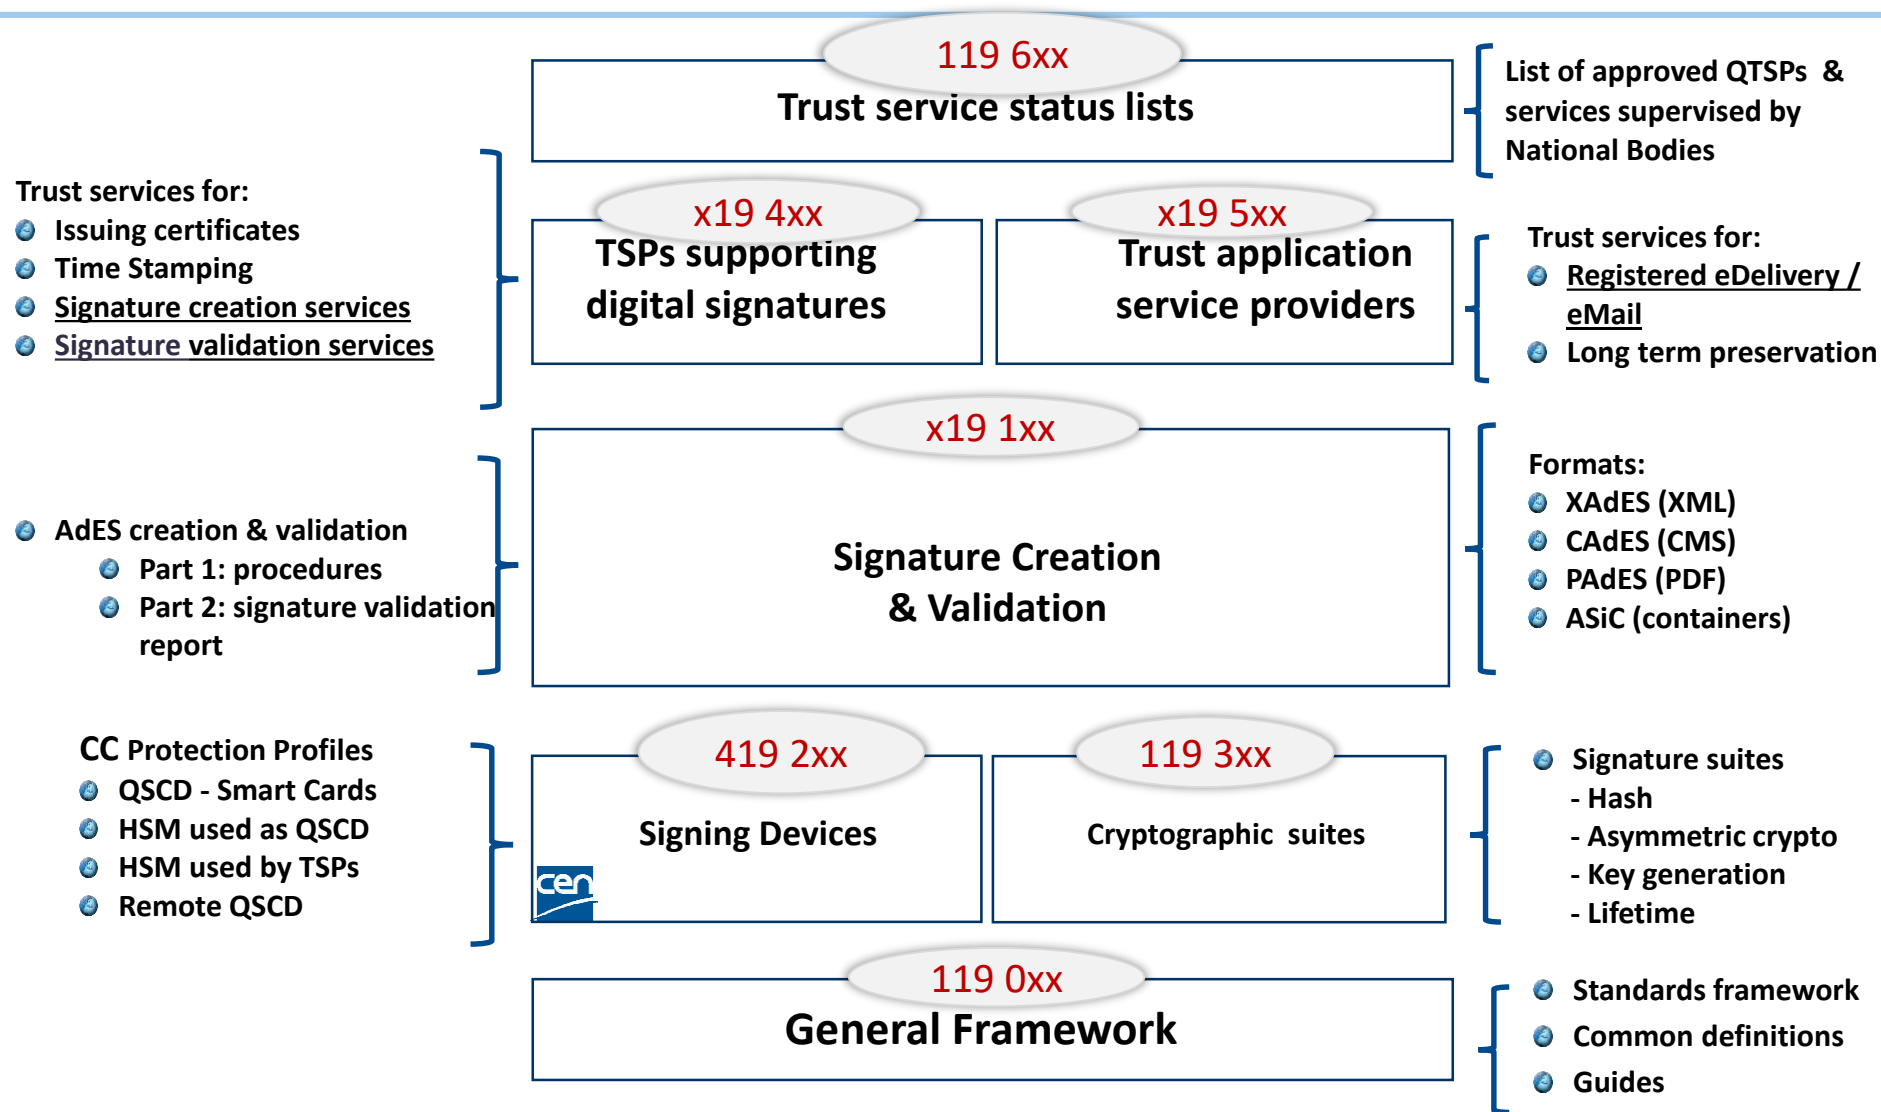 119 6xx
Trust service status lists
List of approved QTSPs &
services supervised by
National Bodies
Trust services for:
Issuing certificates
Time Stamping
Signature creation services
Signature validation services
x19 4xx
TSPs supporting
digital signatures
x19 5xx
Trust application
service providers
Trust services for:
Registered eDelivery /
eMail
Long term preservation
x19 1xx
Signature Creation
& Validation
AdES creation & validation
Part 1: procedures
Part 2: signature validation
report
Formats:
XAdES (XML)
CAdES (CMS)
PAdES (PDF)
ASiC (containers)
CC Protection Profiles
QSCD - Smart Cards
HSM used as QSCD
HSM used by TSPs
Remote QSCD
419 2xx
Signing Devices
cen
119 3xx
Cryptographic suites
Signature suites
- Hash
- Asymmetric crypto
- Key generation
- Lifetime
119 0xx
General Framework
Standards framework
Common definitions
Guides